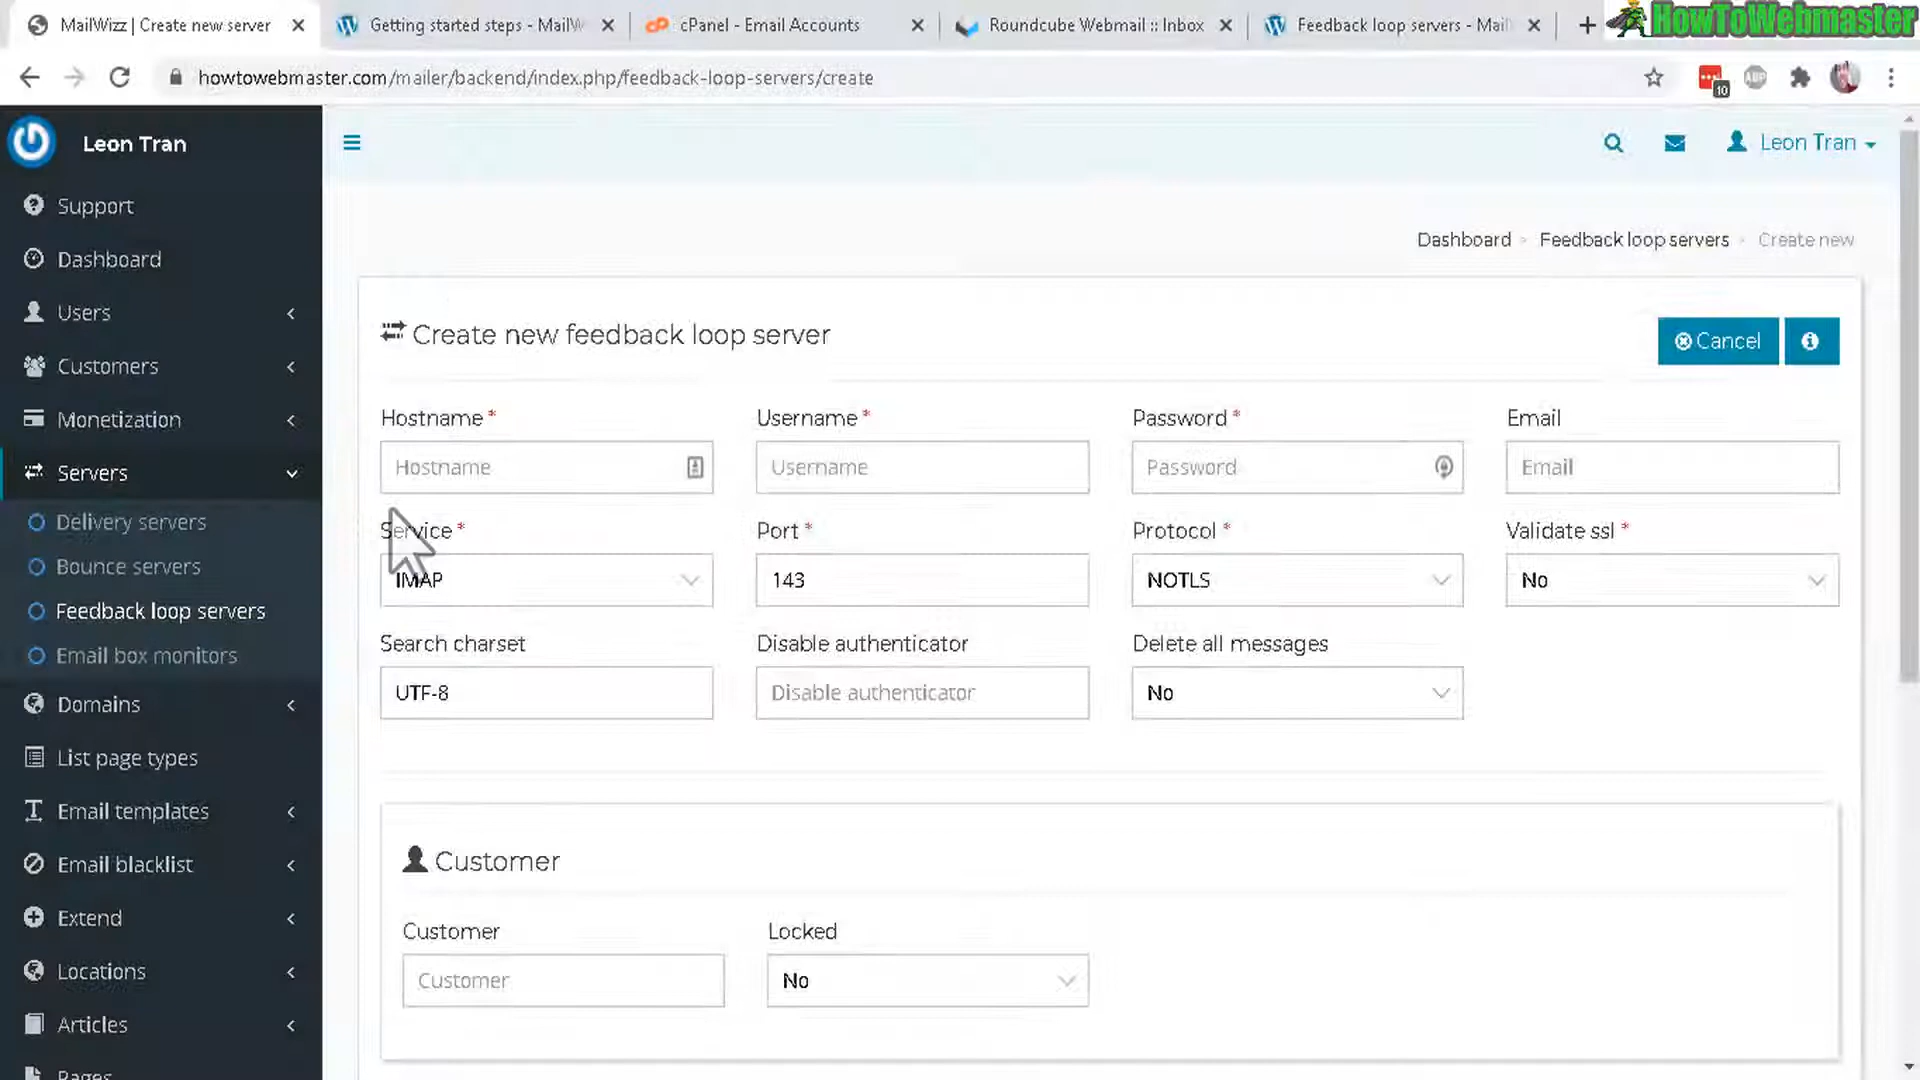 MailWizz | Create new server
Getting started steps - MailW
cPanel - Email Accounts
Roundcube Webmail :: Inbox
Feedback loop servers - Mail
HowToWebmaster
howtowebmaster.com/mailer/backend/index.php/feedback-loop-servers/create
ABP
10
Leon Tran
Leon Tran
Support
Dashboard
Users
Customers
Monetization
Servers
Delivery servers
Bounce servers
Feedback loop servers
Email box monitors
Domains
List page types
Email templates
Email blacklist
Extend
Locations
Articles
Pages
Dashboard Feedback loop servers Create new
Create new feedback loop server
Cancel
Hostname * Username * Password * Email
Hostname Username Password Email
Service * Port * Protocol * Validate ssl *
IMAP 143 NOTLS No
Search charset Disable authenticator Delete all messages
UTF-8 Disable authenticator No
Customer
Customer Locked
Customer No